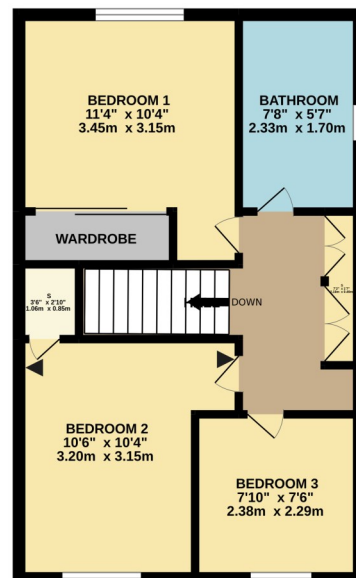 BEDROOM 1
11'4" x 10'4"
3.45m x 3.15m
BATHROOM
7'8" x 5'7"
2.33m x 1.70m
WARDROBE
S
3'6" x 2'10"
1.06m x 0.85m
DOWN
BEDROOM 2
10'6" x 10'4"
3.20m x 3.15m
BEDROOM 3
7'10" x 7'6"
2.38m x 2.29m